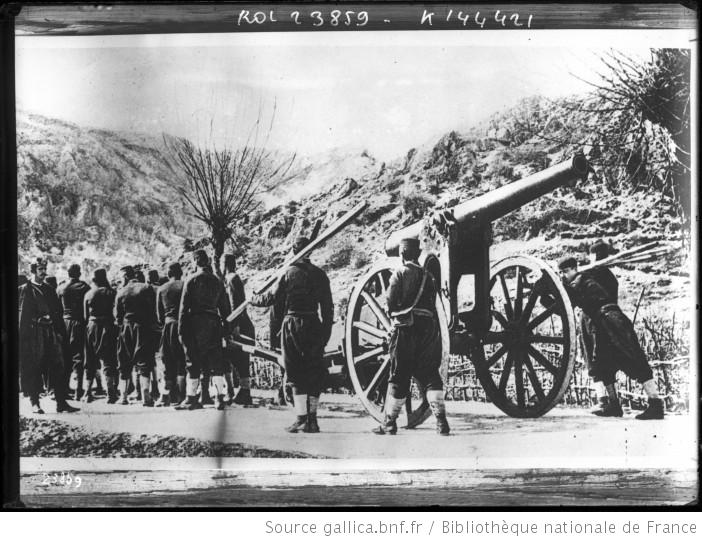 ROL 23859 - K 144421
23859
Source gallica.bnf.fr / Bibliothèque nationale de France